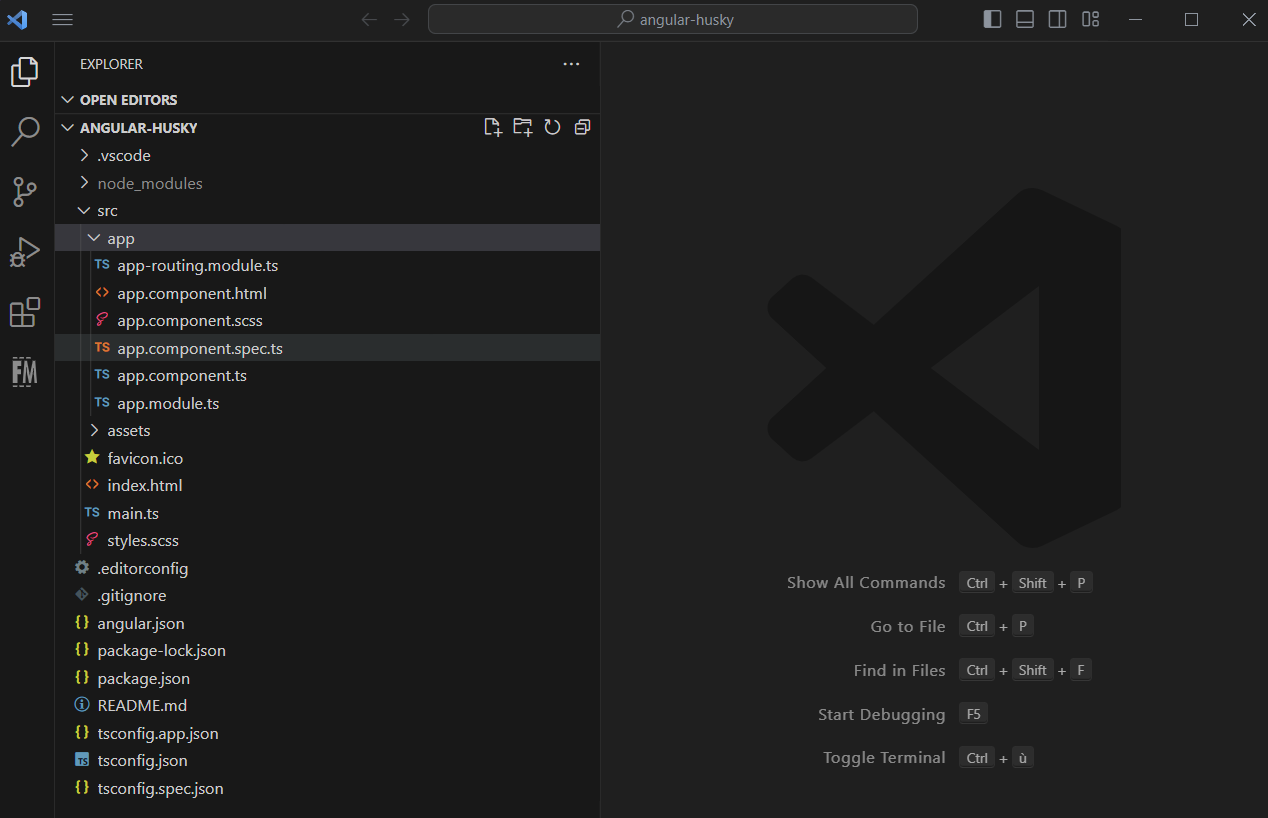 angular-husky
EXPLORER
OPEN EDITORS
ANGULAR-HUSKY
.vscode
node_modules
src
app
TS app-routing.module.ts
<> app.component.html
app.component.scss
TS app.component.spec.ts
TS app.component.ts
TS app.module.ts
assets
favicon.ico
<> index.html
TS main.ts
styles.scss
.editorconfig
.gitignore
{} angular.json
{} package-lock.json
{} package.json
README.md
{} tsconfig.app.json
TS tsconfig.json
{} tsconfig.spec.json
FM
Show All Commands Ctrl + Shift + P
Go to File Ctrl + P
Find in Files Ctrl + Shift + F
Start Debugging F5
Toggle Terminal Ctrl + ù